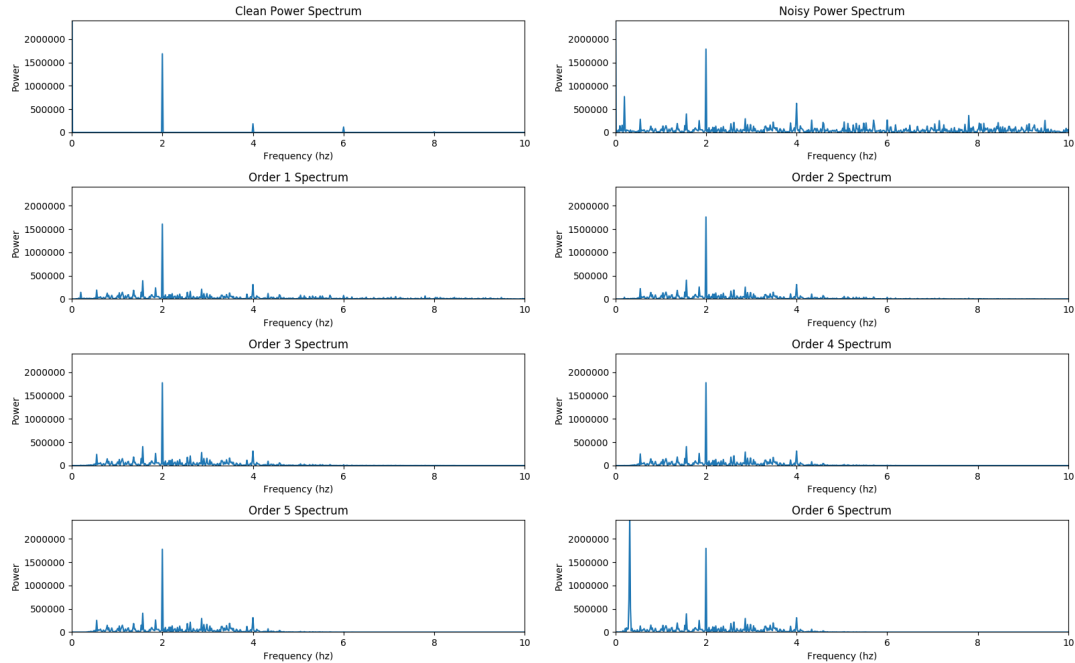 Clean Power Spectrum
2000000
1500000
1000000
500000
0
Power
0 2 4 6 8 10
Frequency (hz)
Noisy Power Spectrum
2000000
1500000
1000000
500000
0
Power
0 2 4 6 8 10
Frequency (hz)
Order 1 Spectrum
2000000
1500000
1000000
500000
0
Power
0 2 4 6 8 10
Frequency (hz)
Order 2 Spectrum
2000000
1500000
1000000
500000
0
Power
0 2 4 6 8 10
Frequency (hz)
Order 3 Spectrum
2000000
1500000
1000000
500000
0
Power
0 2 4 6 8 10
Frequency (hz)
Order 4 Spectrum
2000000
1500000
1000000
500000
0
Power
0 2 4 6 8 10
Frequency (hz)
Order 5 Spectrum
2000000
1500000
1000000
500000
0
Power
0 2 4 6 8 10
Frequency (hz)
Order 6 Spectrum
2000000
1500000
1000000
500000
0
Power
0 2 4 6 8 10
Frequency (hz)